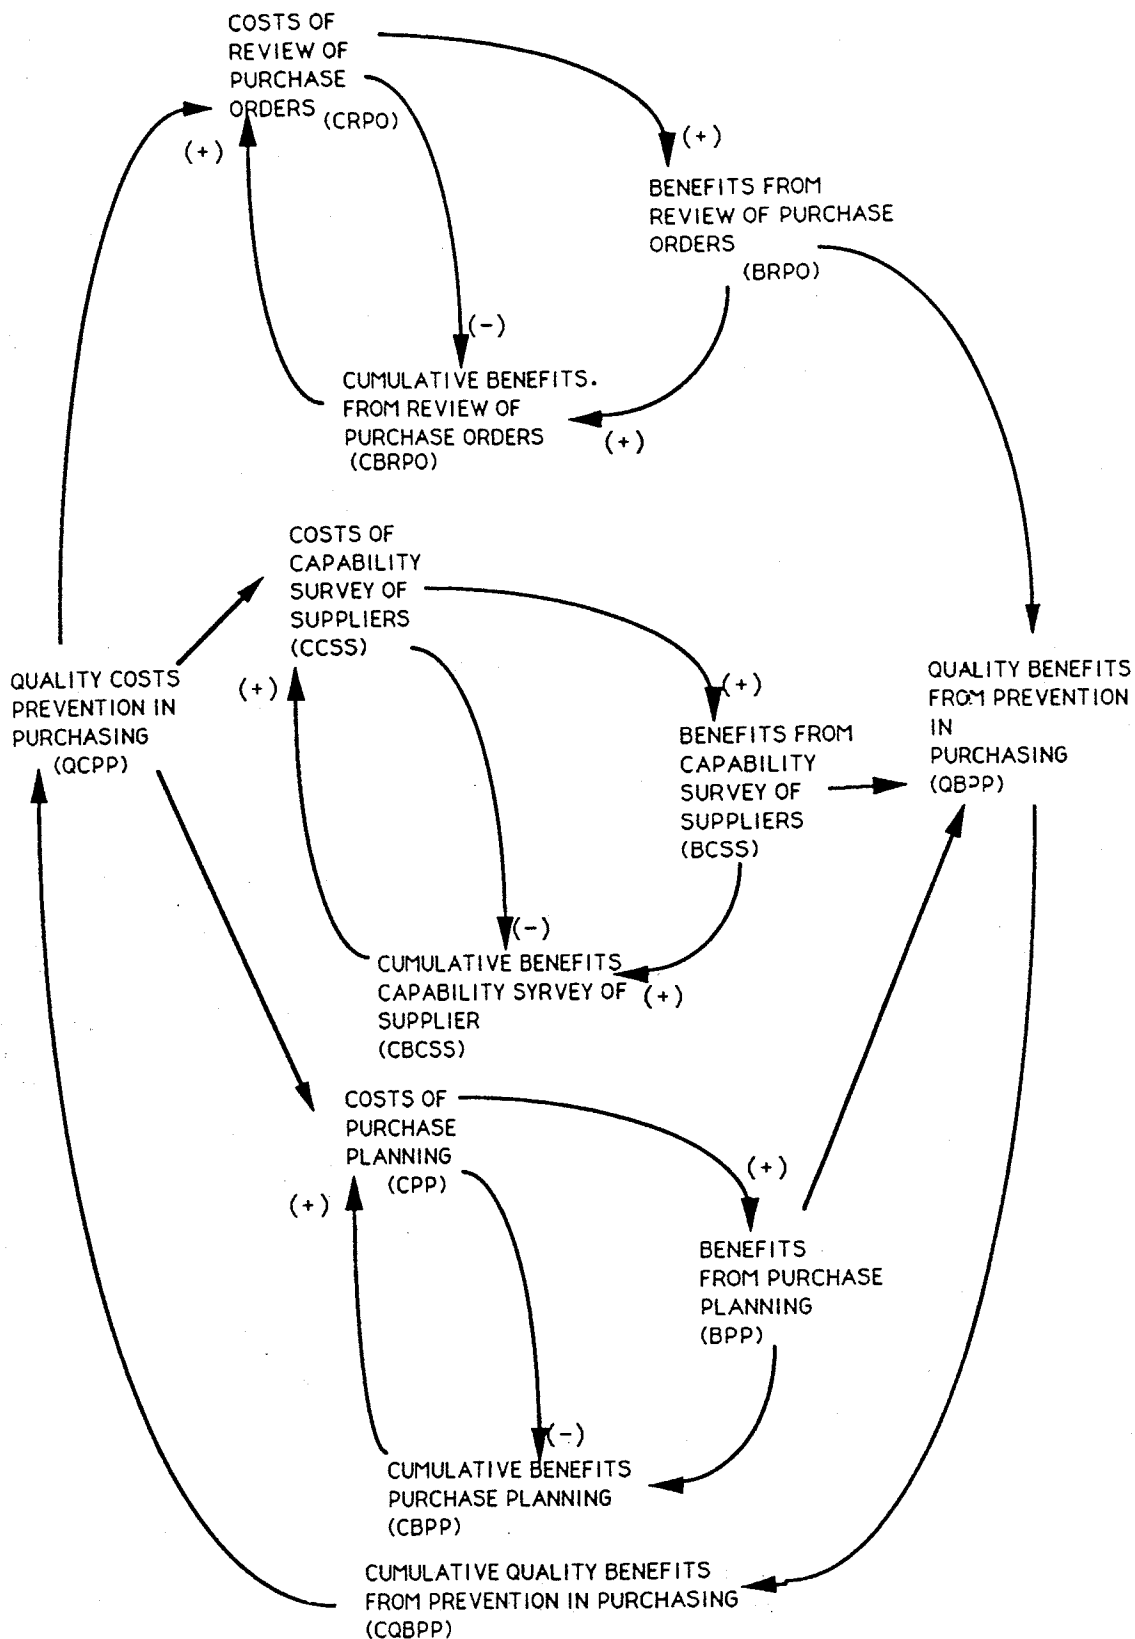 COSTS OF
REVIEW OF
PURCHASE
ORDERS
(CRPO)
(+)
(+)
BENEFITS FROM
REVIEW OF PURCHASE
ORDERS
(BRPO)
(-)
CUMULATIVE BENEFITS.
FROM REVIEW OF
PURCHASE ORDERS
(CBRPO)
(+)
COSTS OF
CAPABILITY
SURVEY OF
SUPPLIERS
(CCSS)
(+)
QUALITY COSTS
PREVENTION IN
PURCHASING
(QCPP)
(+)
BENEFITS FROM
CAPABILITY
SURVEY OF
SUPPLIERS
(BCSS)
QUALITY BENEFITS
FROM PREVENTION
IN
PURCHASING
(QBPP)
(-)
CUMULATIVE BENEFITS
CAPABILITY SYRVEY OF
SUPPLIER
(CBCSS)
(+)
COSTS OF
PURCHASE
PLANNING
(CPP)
(+)
(+)
BENEFITS
FROM PURCHASE
PLANNING
(BPP)
(-)
CUMULATIVE BENEFITS
PURCHASE PLANNING
(CBPP)
CUMULATIVE QUALITY BENEFITS
FROM PREVENTION IN PURCHASING
(CQBPP)